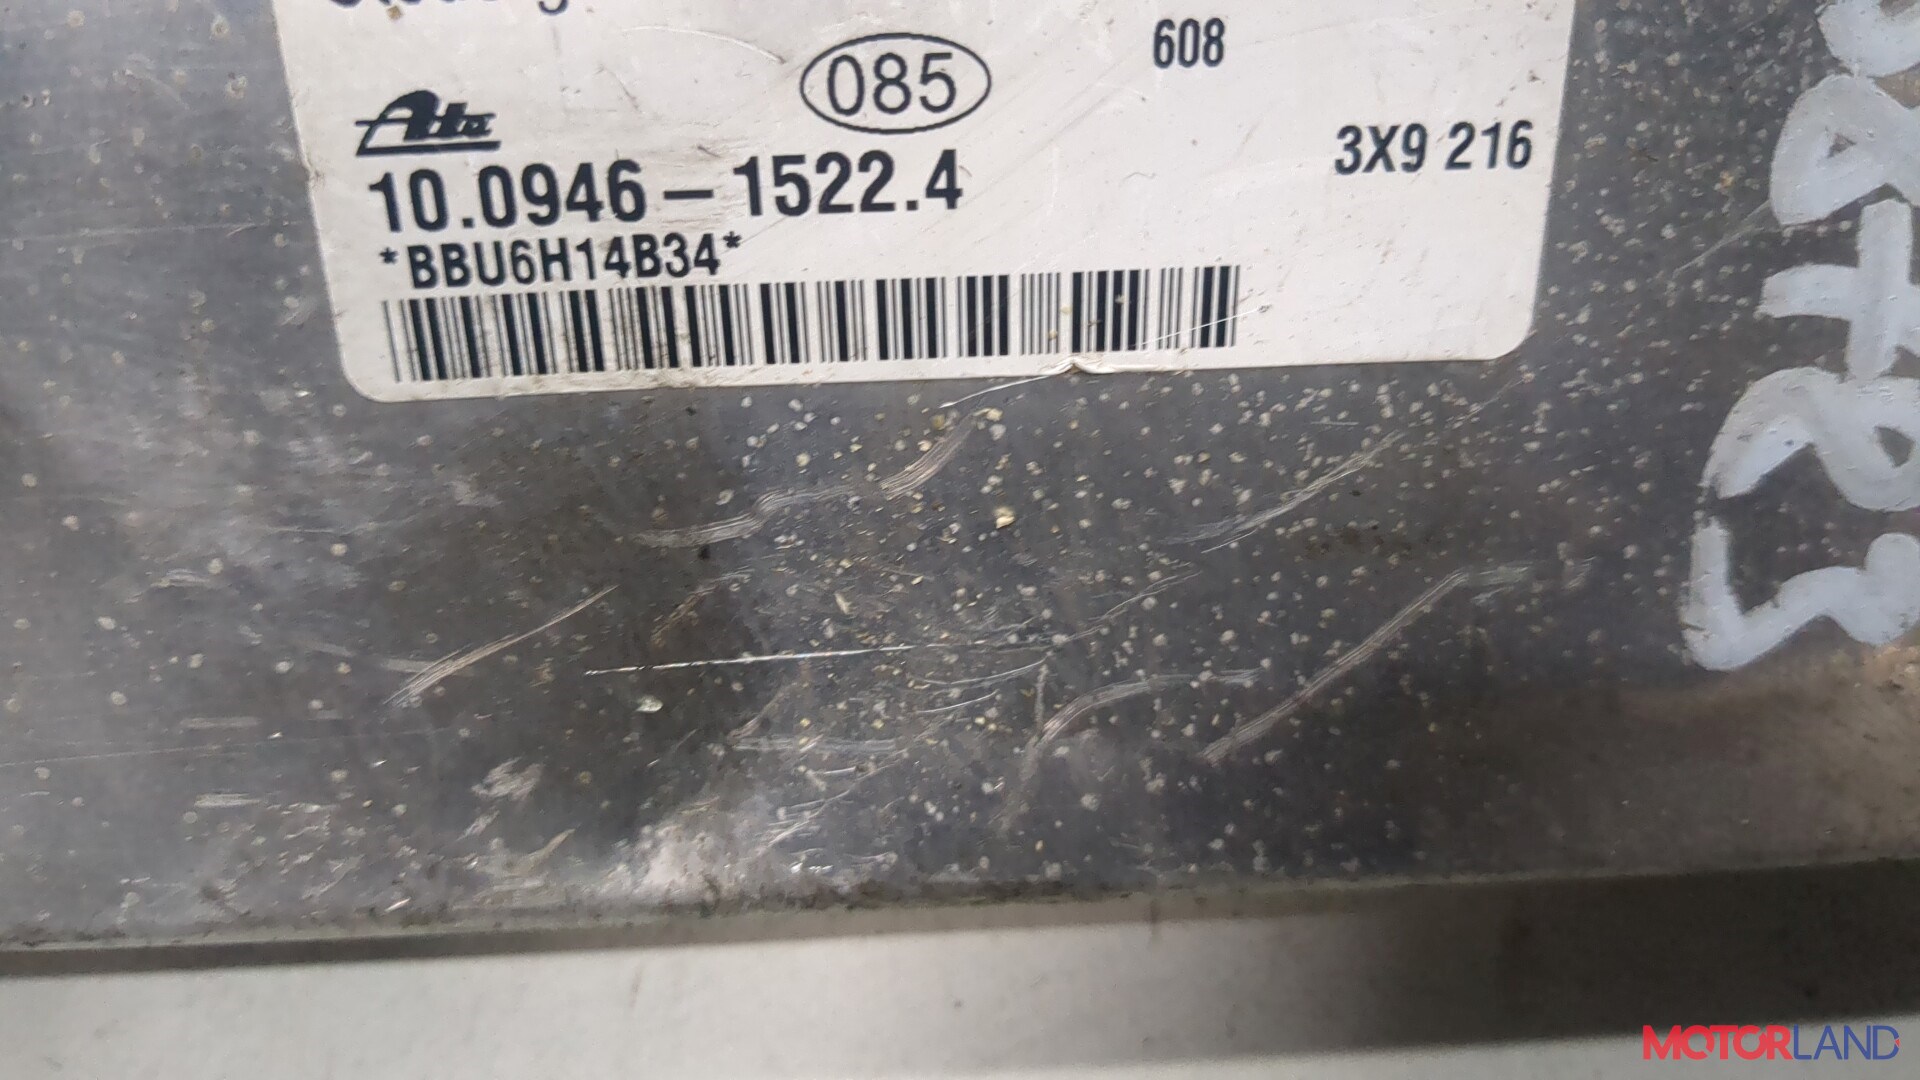 085
608
Ate
3X9 216
10.0946-1522.4
*BBU6H14B34*
MOTORLAND